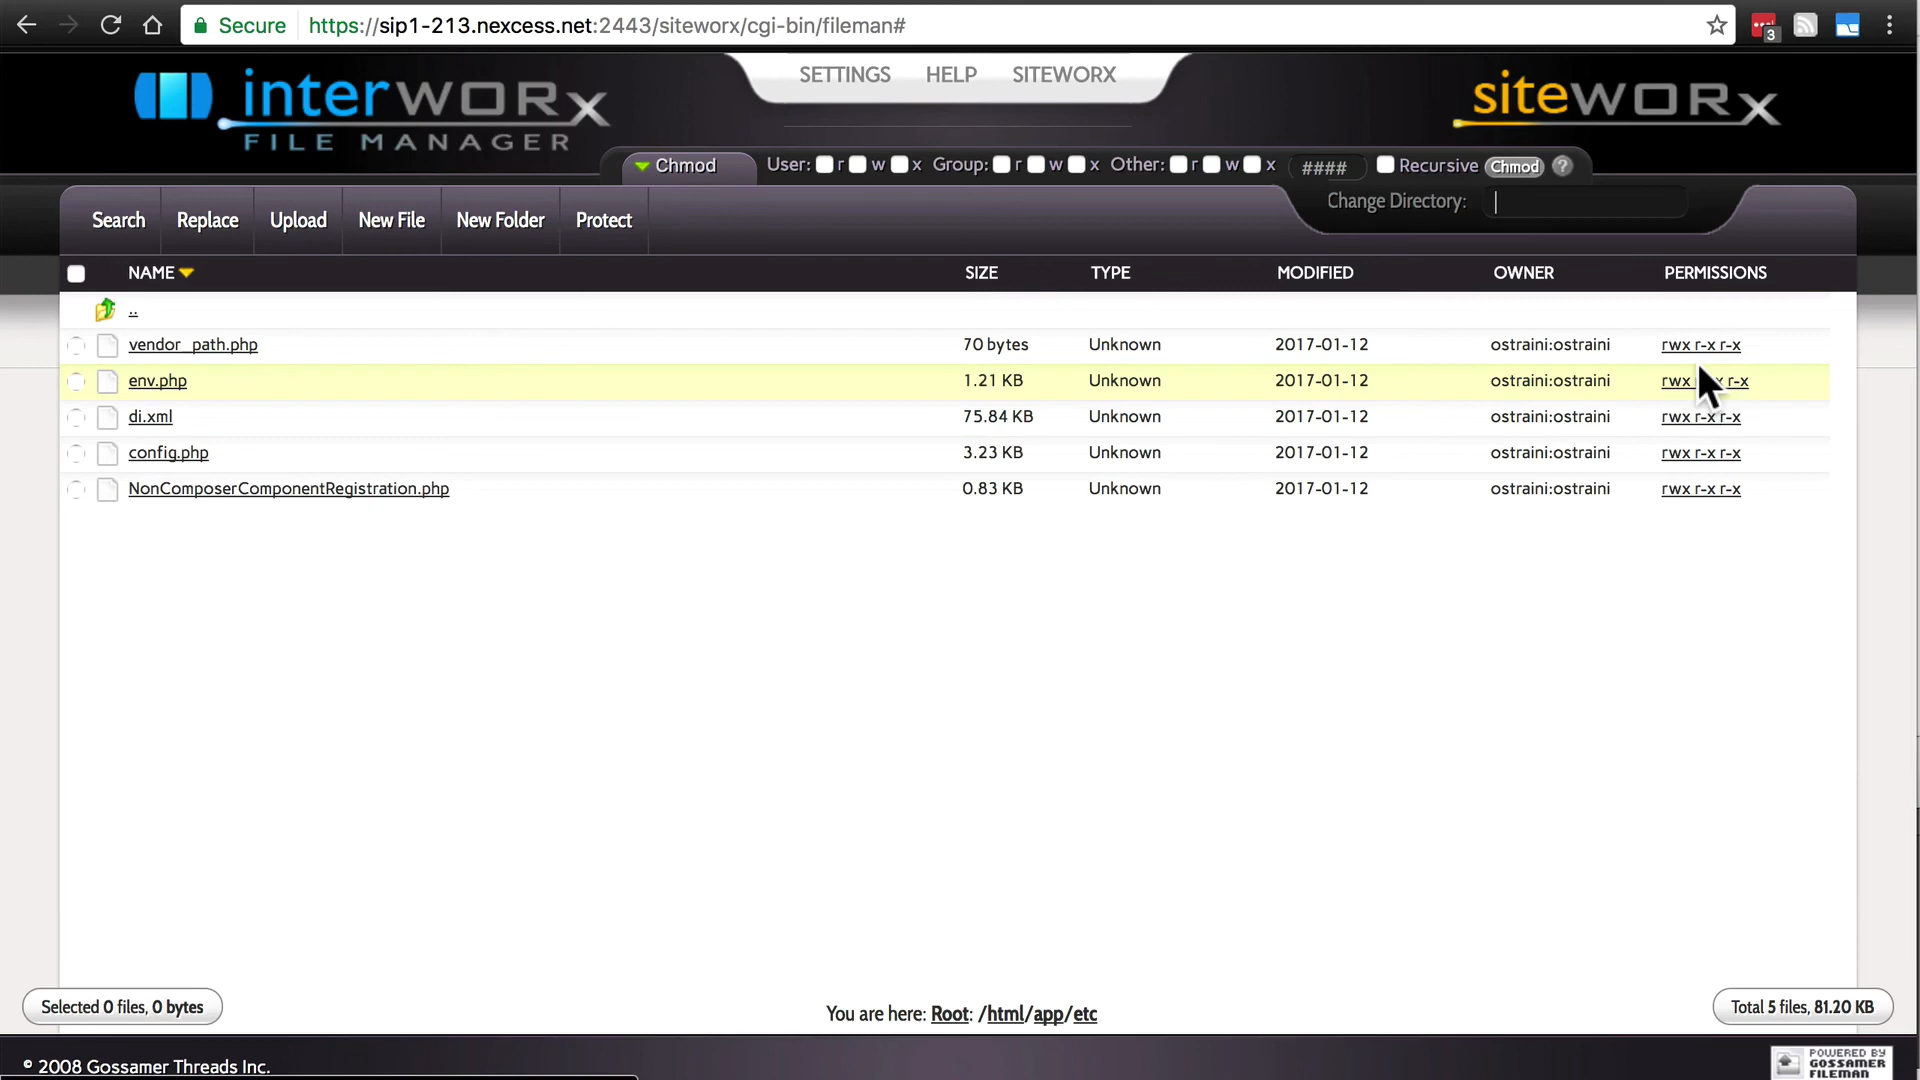 Secure https://sip1-213.nexcess.net:2443/siteworx/cgi-bin/fileman#
3
interworx
FILE MANAGER
SETTINGS HELP SITEWORX
siteworx
Chmod User: r w x Group: r w x Other: r w x #### Recursive Chmod ?
Change Directory:
Search Replace Upload New File New Folder Protect
NAME SIZE TYPE MODIFIED OWNER PERMISSIONS
..
vendor_path.php 70 bytes Unknown 2017-01-12 ostraini:ostraini rwx r-x r-x
env.php 1.21 KB Unknown 2017-01-12 ostraini:ostraini rwx r-x
di.xml 75.84 KB Unknown 2017-01-12 ostraini:ostraini rwx r-x r-x
config.php 3.23 KB Unknown 2017-01-12 ostraini:ostraini rwx r-x r-x
NonComposerComponentRegistration.php 0.83 KB Unknown 2017-01-12 ostraini:ostraini rwx r-x r-x
Selected 0 files, 0 bytes
You are here: Root: /html/app/etc
Total 5 files, 81.20 KB
© 2008 Gossamer Threads Inc.
POWERED BY
GOSSAMER
FILEMAN